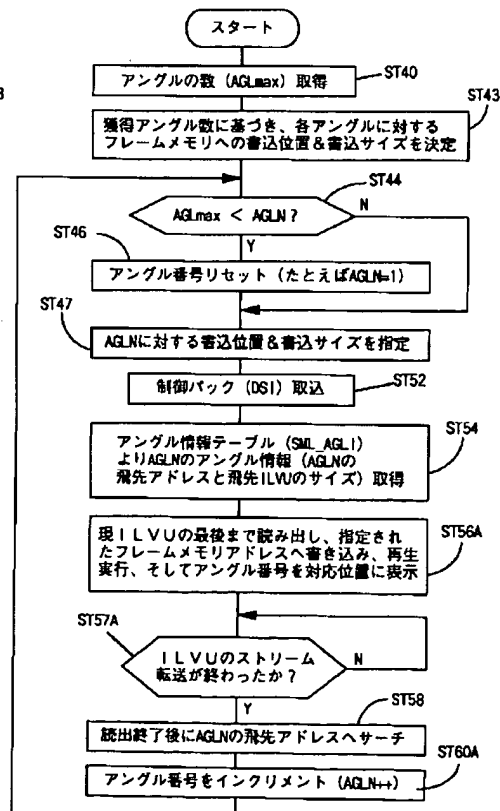 スタート
アングルの数（AGLmax）取得
ST40
ST43
獲得アングル数に基づき、各アングルに対する
フレームメモリへの書込位置＆書込サイズを決定
ST44
AGLmax < AGLN？
N
ST46
Y
アングル番号リセット（たとえばAGLN=1）
ST47
AGLNに対する書込位置＆書込サイズを指定
制御パック（DSI）取込
ST52
アングル情報テーブル（SML_AGLI）
よりAGLNのアングル情報（AGLNの
飛先アドレスと飛先ILVUのサイズ）取得
ST54
現ILVUの最後まで読み出し、指定され
たフレームメモリアドレスへ書き込み、再生
実行、そしてアングル番号を対応位置に表示
ST56A
ST57A
ILVUのストリーム
転送が終わったか？
N
Y
ST58
読出終了後にAGLNの飛先アドレスへサーチ
ST60A
アングル番号をインクリメント（AGLN++）